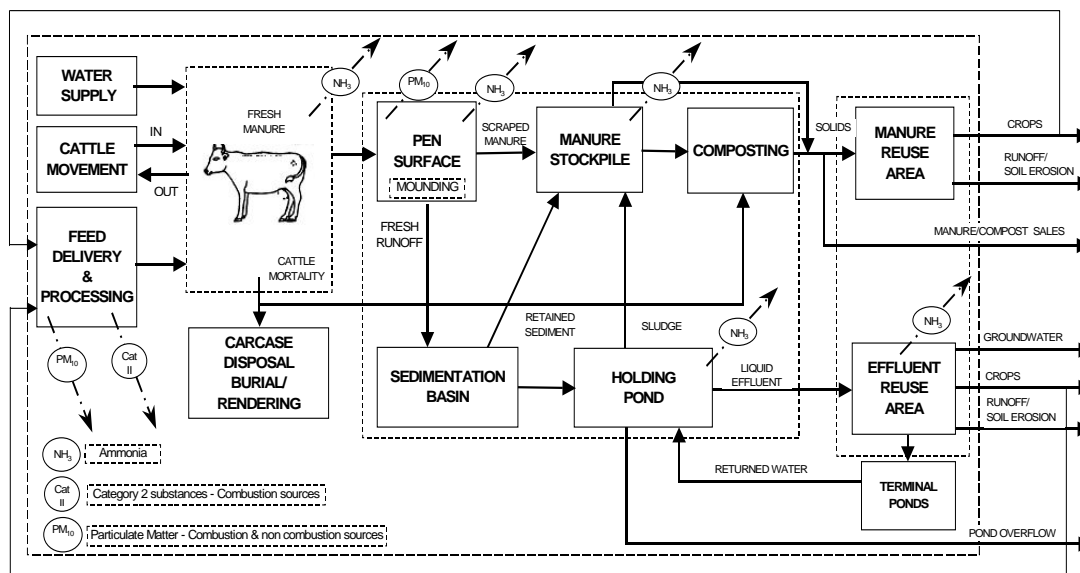 WATER
SUPPLY
CATTLE
MOVEMENT
IN
OUT
FEED
DELIVERY
&
PROCESSING
FRESH
MANURE
NH3
CATTLE
MORTALITY
CARCASE
DISPOSAL
BURIAL/
RENDERING
PM10
NH3
PEN
SURFACE
MOUNDING
SCRAPED
MANURE
FRESH
RUNOFF
NH3
MANURE
STOCKPILE
COMPOSTING
SOLIDS
MANURE
REUSE
AREA
CROPS
RUNOFF/
SOIL EROSION
MANURE/COMPOST SALES
RETAINED
SEDIMENT
SLUDGE
NH3
SEDIMENTATION
BASIN
HOLDING
POND
LIQUID
EFFLUENT
NH3
EFFLUENT
REUSE
AREA
GROUNDWATER
CROPS
RUNOFF/
SOIL EROSION
RETURNED WATER
TERMINAL
PONDS
POND OVERFLOW
PM10
Cat
II
NH3
Ammonia
Cat
II
Category 2 substances - Combustion sources
PM10
Particulate Matter - Combustion & non combustion sources